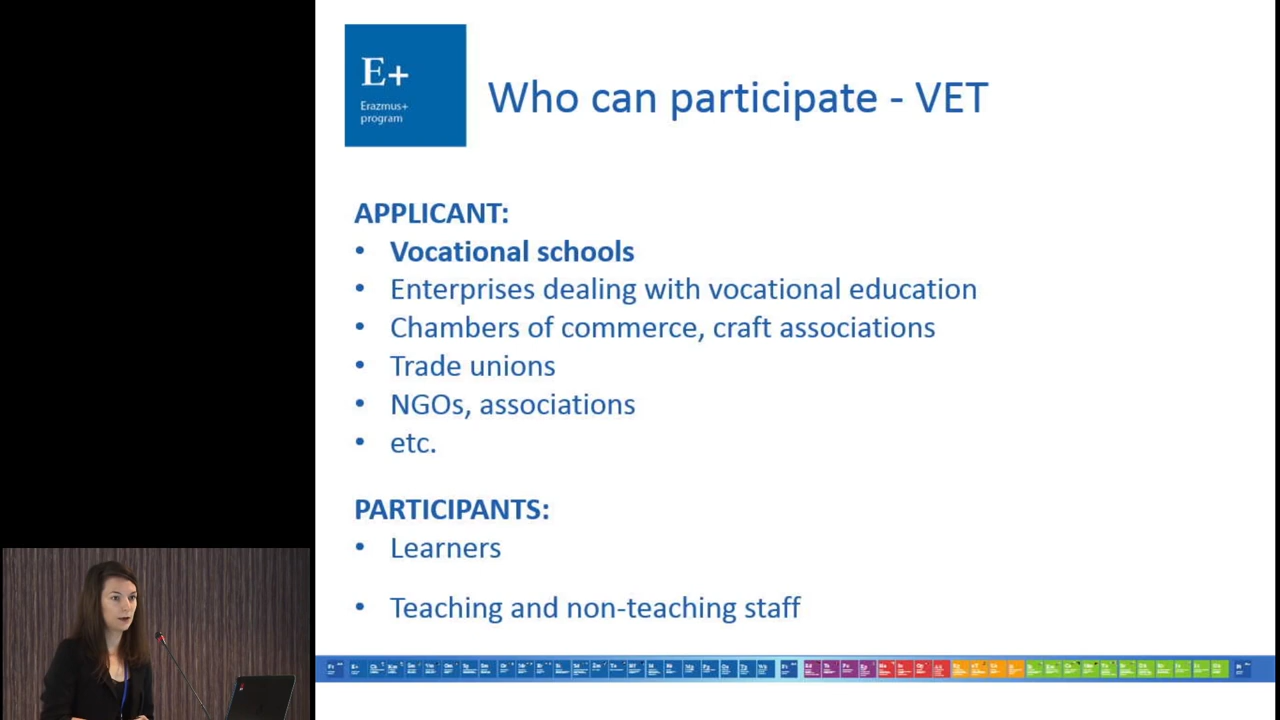 E+
Erazmus+
program
Who can participate - VET
APPLICANT:
• Vocational schools
• Enterprises dealing with vocational education
• Chambers of commerce, craft associations
• Trade unions
• NGOs, associations
• etc.
PARTICIPANTS:
• Learners
• Teaching and non-teaching staff